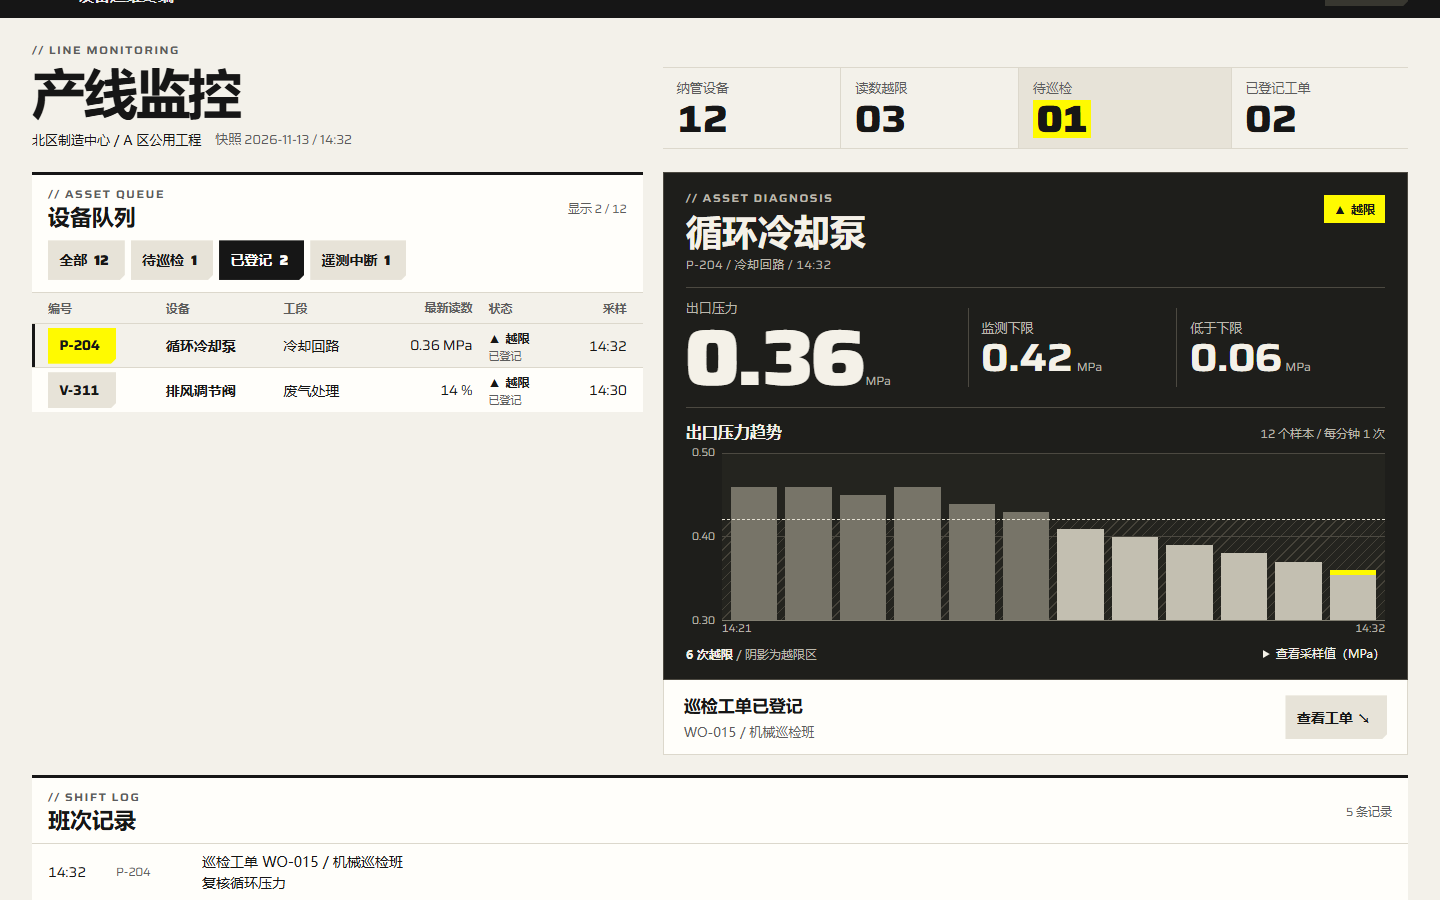 // LINE MONITORING
产线监控
北区制造中心 / A 区公用工程 快照 2026-11-13 / 14:32
纳管设备 读数越限 待巡检 已登记工单
12 03 01 02
// ASSET QUEUE
设备队列
显示 2 / 12
全部 12 待巡检 1 已登记 2 遥测中断 1
编号 设备 工段 最新读数 状态 采样
P-204 循环冷却泵 冷却回路 0.36 MPa ▲ 越限 14:32
已登记
V-311 排风调节阀 废气处理 14 % ▲ 越限 14:30
已登记
// ASSET DIAGNOSIS
循环冷却泵
▲ 越限
P-204 / 冷却回路 / 14:32
出口压力 监测下限 低于下限
0.36 MPa 0.42 MPa 0.06 MPa
出口压力趋势 12 个样本 / 每分钟 1 次
0.50
0.40
0.30
14:21 14:32
6 次越限 / 阴影为越限区 ▶ 查看采样值（MPa）
巡检工单已登记
WO-015 / 机械巡检班
查看工单 ↘
// SHIFT LOG
班次记录
5 条记录
14:32 P-204 巡检工单 WO-015 / 机械巡检班
复核循环压力